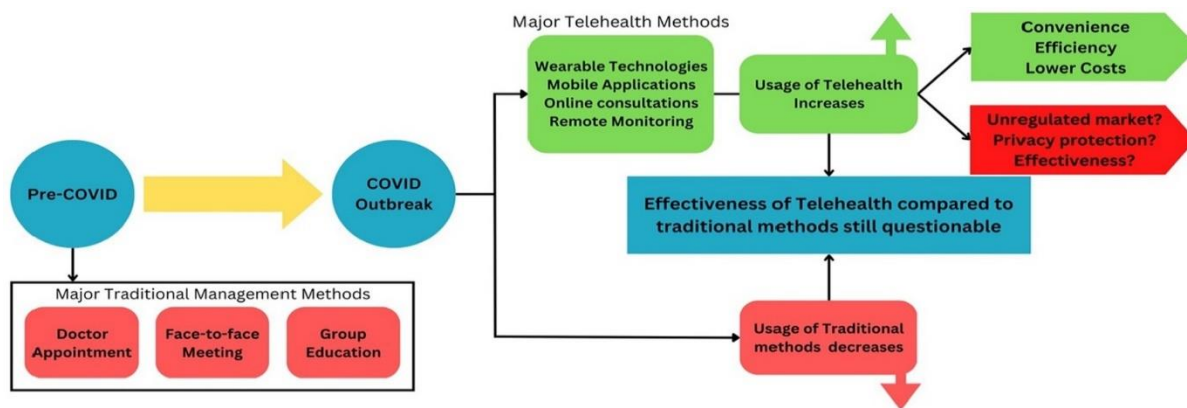 Major Telehealth Methods
Wearable Technologies
Mobile Applications
Online consultations
Remote Monitoring
Usage of Telehealth
Increases
Convenience
Efficiency
Lower Costs
Unregulated market?
Privacy protection?
Effectiveness?
Pre-COVID
COVID
Outbreak
Effectiveness of Telehealth compared to
traditional methods still questionable
Major Traditional Management Methods
Doctor
Appointment
Face-to-face
Meeting
Group
Education
Usage of Traditional
methods decreases